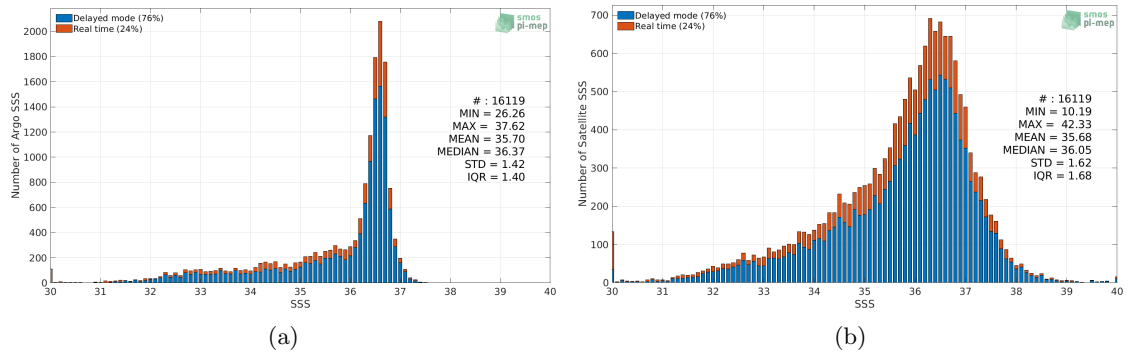 Delayed mode (76%)
Real time (24%)
smos
pi-mep
Number of Argo SSS
2000
1800
1600
1400
1200
1000
800
600
400
200
0
# : 16119
MIN = 26.26
MAX = 37.62
MEAN = 35.70
MEDIAN = 36.37
STD = 1.42
IQR = 1.40
30 31 32 33 34 35 36 37 38 39 40
SSS
(a)
Delayed mode (76%)
Real time (24%)
smos
pi-mep
Number of Satellite SSS
700
600
500
400
300
200
100
0
# : 16119
MIN = 10.19
MAX = 42.33
MEAN = 35.68
MEDIAN = 36.05
STD = 1.62
IQR = 1.68
30 31 32 33 34 35 36 37 38 39 40
SSS
(b)